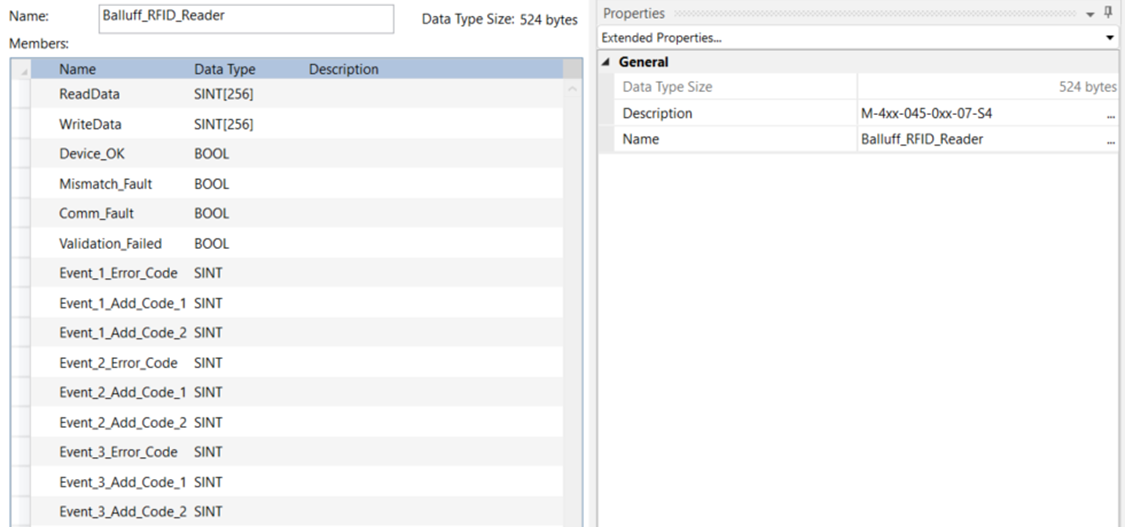 Name: Balluff_RFID_Reader Data Type Size: 524 bytes
Members:
Name Data Type Description
ReadData SINT[256]
WriteData SINT[256]
Device_OK BOOL
Mismatch_Fault BOOL
Comm_Fault BOOL
Validation_Failed BOOL
Event_1_Error_Code SINT
Event_1_Add_Code_1 SINT
Event_1_Add_Code_2 SINT
Event_2_Error_Code SINT
Event_2_Add_Code_1 SINT
Event_2_Add_Code_2 SINT
Event_3_Error_Code SINT
Event_3_Add_Code_1 SINT
Event_3_Add_Code_2 SINT
Properties
Extended Properties...
General
Data Type Size 524 bytes
Description M-4xx-045-0xx-07-S4 ...
Name Balluff_RFID_Reader ...